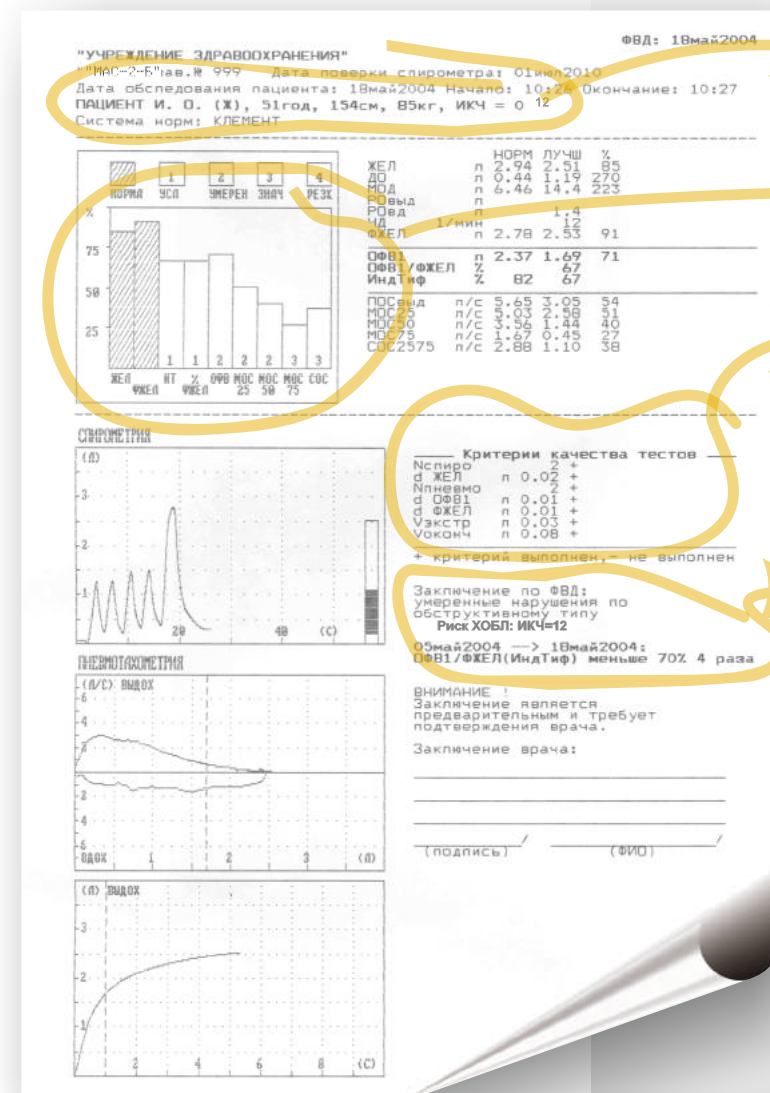 ФВД: 18май2004
"УЧРЕЖДЕНИЕ ЗДРАВООХРАНЕНИЯ"
""МАС-2-Б"зав.№ 999 Дата поверки спирометра: 01июл2010
Дата обследования пациента: 18май2004 Начало: 10:26 Окончание: 10:27
ПАЦИЕНТ И. О. (Ж), 51год, 154см, 85кг, ИКЧ = 0 12
Система норм: КЛЕМЕНТ
1 2 3 4
НОРМА УСЛ УМЕРЕН ЗНАЧ РЕЗК
%
75
50
25
1 1 2 2 2 3 3
ЖЕЛ ФЖЕЛ ИТ % ФЖЕЛ ОФВ МОС 25 МОС 50 МОС 75 СОС
НОРМ ЛУЧШ %
ЖЕЛ л 2.94 2.51 85
ДО л 0.44 1.19 270
МОД л 6.46 14.4 223
РОвыд л
РОвд л 1.4
ЧД 1/мин 12
ФЖЕЛ л 2.78 2.53 91
ОФВ1 л 2.37 1.69 71
ОФВ1/ФЖЕЛ % 67
ИндТиф % 82 67
ПОСвыд л/с 5.65 3.05 54
МОС25 л/с 5.03 2.58 51
МОС50 л/с 3.56 1.44 40
МОС75 л/с 1.67 0.45 27
СОС2575 л/с 2.88 1.10 38
СПИРОМЕТРИЯ
(Л)
3
2
1
20 40 (С)
Критерии качества тестов
Nспиро 2 +
d ЖЕЛ л 0.02 +
Nпневмо 2 +
d ОФВ1 л 0.01 +
d ФЖЕЛ л 0.01 +
Vэкстр л 0.03 +
Vоконч л 0.08 +
+ критерий выполнен,- не выполнен
Заключение по ФВД:
умеренные нарушения по
обструктивному типу
Риск ХОБЛ: ИКЧ=12
05май2004 --> 18май2004:
ОФВ1/ФЖЕЛ(ИндТиф) меньше 70% 4 раза
ВНИМАНИЕ !
Заключение является
предварительным и требует
подтверждения врача.
Заключение врача:
/ /
(подпись) (ФИО)
ПНЕВМОТАХОМЕТРИЯ
(Л/С) ВЫДОХ
6
4
2
2
4
6
ВДОХ 1 2 3 (Л)
(Л) ВЫДОХ
3
2
1
2 4 6 8 (С)